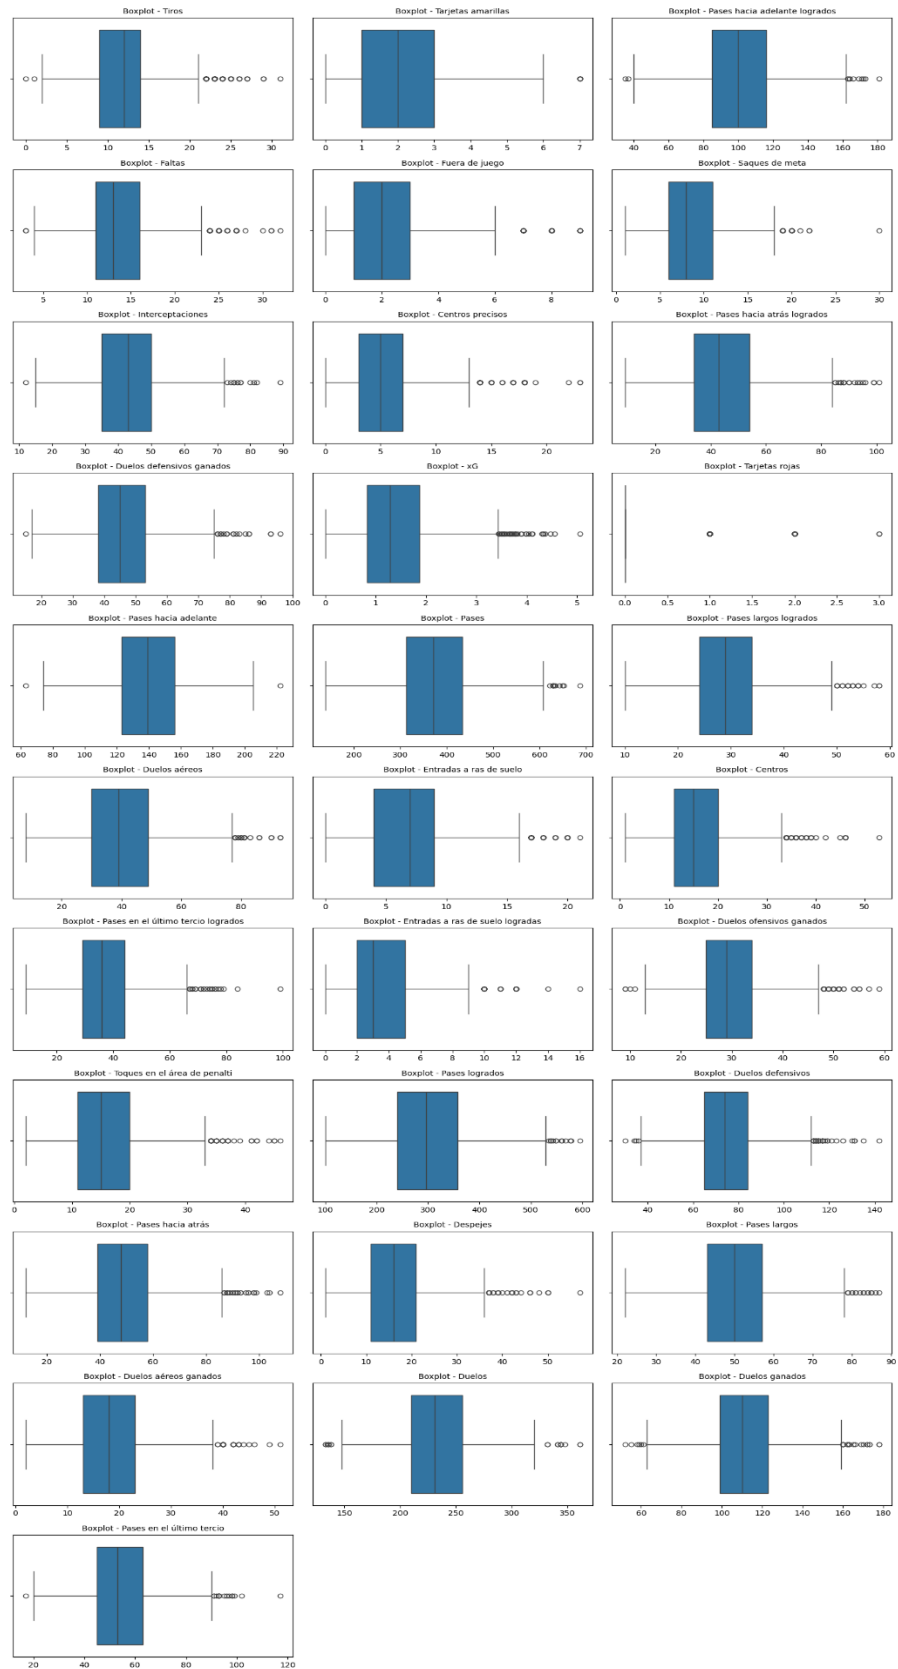 Boxplot - Tiros
Boxplot - Tarjetas amarillas
Boxplot - Pases hacia adelante logrados
0 5 10 15 20 25 30
0 1 2 3 4 5 6 7
40 60 80 100 120 140 160 180
Boxplot - Faltas
Boxplot - Fuera de juego
Boxplot - Saques de meta
5 10 15 20 25 30
0 2 4 6 8
0 5 10 15 20 25 30
Boxplot - Interceptaciones
Boxplot - Centros precisos
Boxplot - Pases hacia atrás logrados
10 20 30 40 50 60 70 80 90
0 5 10 15 20
20 40 60 80 100
Boxplot - Duelos defensivos ganados
Boxplot - xG
Boxplot - Tarjetas rojas
20 30 40 50 60 70 80 90 100
0 1 2 3 4 5
0.0 0.5 1.0 1.5 2.0 2.5 3.0
Boxplot - Pases hacia adelante
Boxplot - Pases
Boxplot - Pases largos logrados
60 80 100 120 140 160 180 200 220
200 300 400 500 600 700
10 20 30 40 50 60
Boxplot - Duelos aéreos
Boxplot - Entradas a ras de suelo
Boxplot - Centros
20 40 60 80
0 5 10 15 20
0 10 20 30 40 50
Boxplot - Pases en el último tercio logrados
Boxplot - Entradas a ras de suelo logradas
Boxplot - Duelos ofensivos ganados
20 40 60 80 100
0 2 4 6 8 10 12 14 16
10 20 30 40 50 60
Boxplot - Toques en el área de penalti
Boxplot - Pases logrados
Boxplot - Duelos defensivos
0 10 20 30 40
100 200 300 400 500 600
40 60 80 100 120 140
Boxplot - Pases hacia atrás
Boxplot - Despejes
Boxplot - Pases largos
20 40 60 80 100
0 10 20 30 40 50
20 30 40 50 60 70 80 90
Boxplot - Duelos aéreos ganados
Boxplot - Duelos
Boxplot - Duelos ganados
0 10 20 30 40 50
150 200 250 300 350
60 80 100 120 140 160 180
Boxplot - Pases en el último tercio
20 40 60 80 100 120